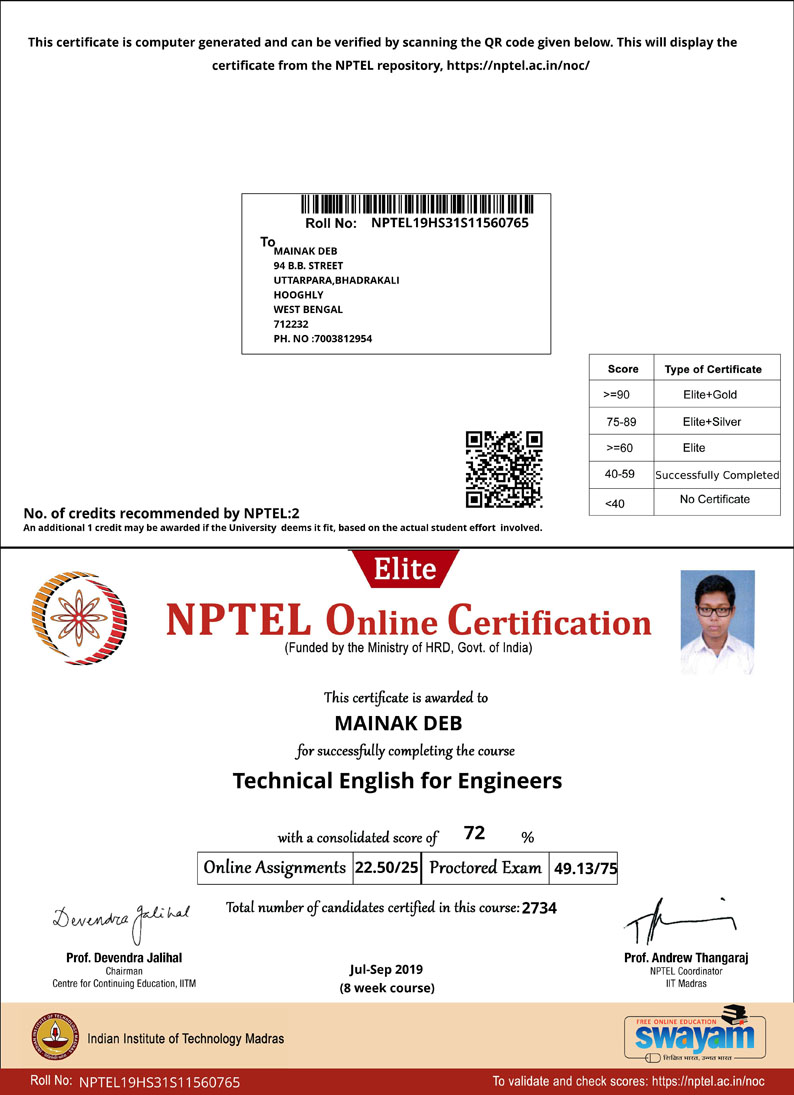 This certificate is computer generated and can be verified by scanning the QR code given below. This will display the
certificate from the NPTEL repository, https://nptel.ac.in/noc/
Roll No: NPTEL19HS31S11560765
To
MAINAK DEB
94 B.B. STREET
UTTARPARA,BHADRAKALI
HOOGHLY
WEST BENGAL
712232
PH. NO :7003812954
Score Type of Certificate
>=90 Elite+Gold
75-89 Elite+Silver
>=60 Elite
40-59 Successfully Completed
<40 No Certificate
No. of credits recommended by NPTEL:2
An additional 1 credit may be awarded if the University deems it fit, based on the actual student effort involved.
Elite
NPTEL Online Certification
(Funded by the Ministry of HRD, Govt. of India)
This certificate is awarded to
MAINAK DEB
for successfully completing the course
Technical English for Engineers
with a consolidated score of 72 %
Online Assignments 22.50/25 Proctored Exam 49.13/75
Total number of candidates certified in this course: 2734
Devendra Jalihal
Prof. Devendra Jalihal
Chairman
Centre for Continuing Education, IITM
Jul-Sep 2019
(8 week course)
Prof. Andrew Thangaraj
NPTEL Coordinator
IIT Madras
Indian Institute of Technology Madras
FREE ONLINE EDUCATION
swayam
शिक्षित भारत, उन्नत भारत
Roll No: NPTEL19HS31S11560765
To validate and check scores: https://nptel.ac.in/noc